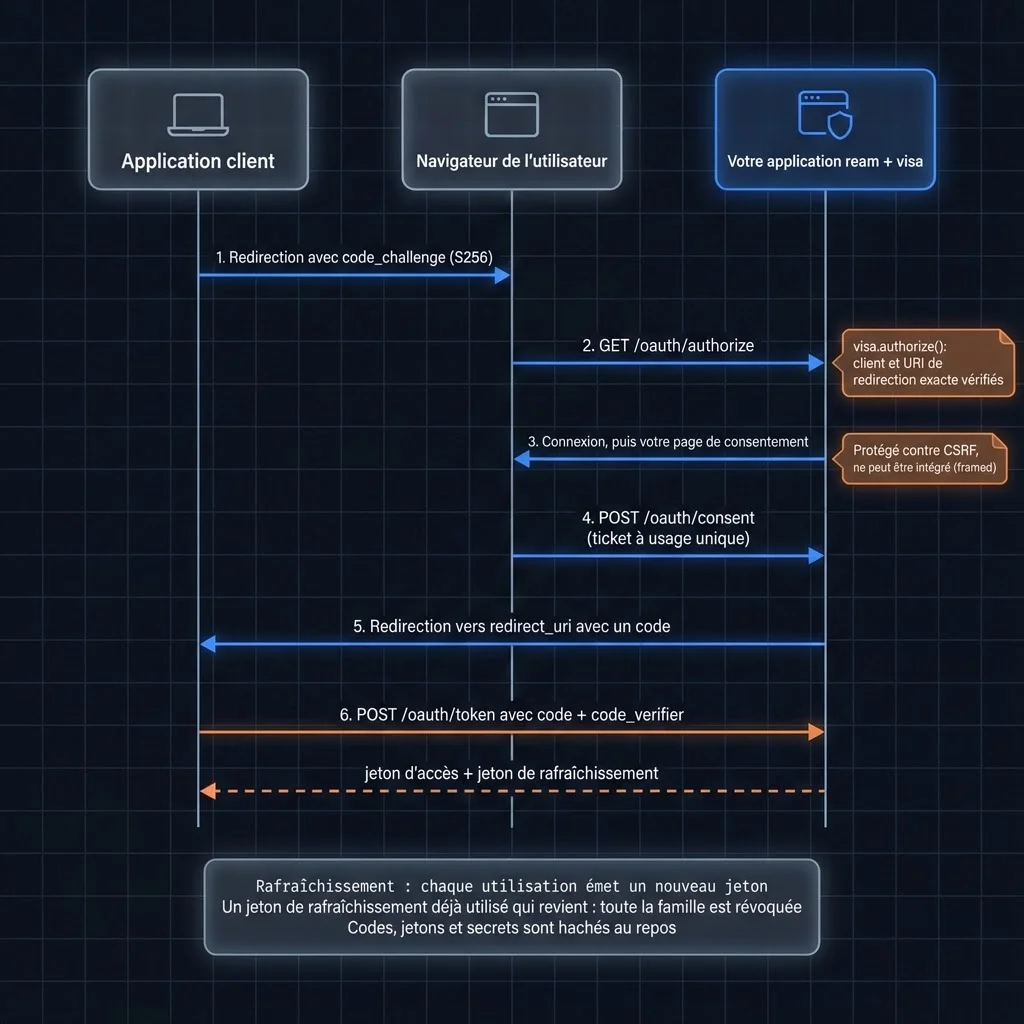 Application client
Navigateur de l'utilisateur
Votre application ream + visa
1. Redirection avec code_challenge (S256)
2. GET /oauth/authorize
visa.authorize():
client et URI de
redirection exacte vérifiés
3. Connexion, puis votre page de consentement
Protégé contre CSRF,
ne peut être intégré (framed)
4. POST /oauth/consent
(ticket à usage unique)
5. Redirection vers redirect_uri avec un code
6. POST /oauth/token avec code + code_verifier
jeton d'accès + jeton de rafraîchissement
Rafraîchissement : chaque utilisation émet un nouveau jeton
Un jeton de rafraîchissement déjà utilisé qui revient : toute la famille est révoquée
Codes, jetons et secrets sont hachés au repos